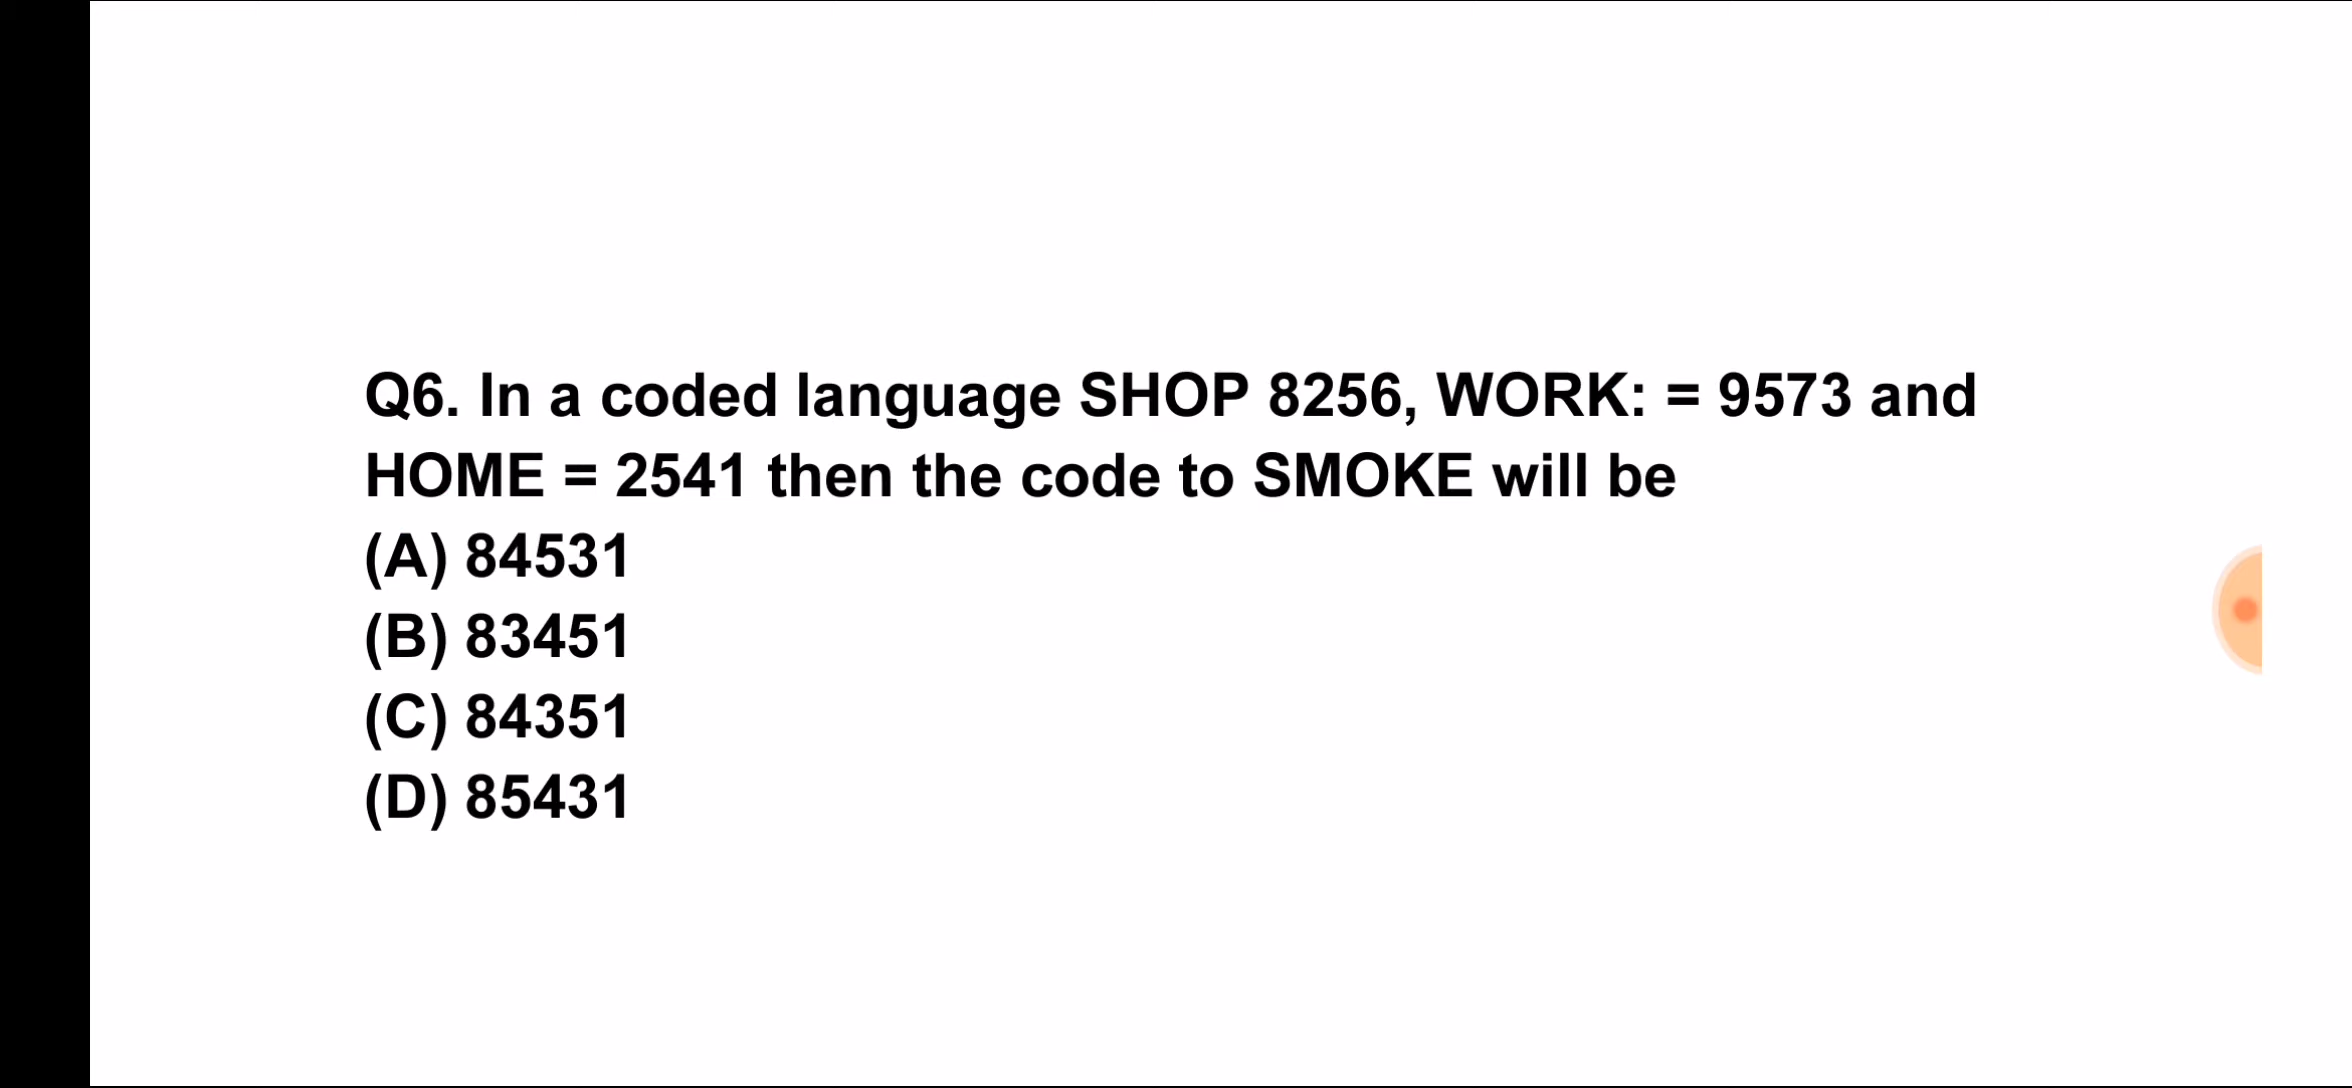 Q6. In a coded language SHOP 8256, WORK: = 9573 and
HOME = 2541 then the code to SMOKE will be
(A) 84531
(B) 83451
(C) 84351
(D) 85431